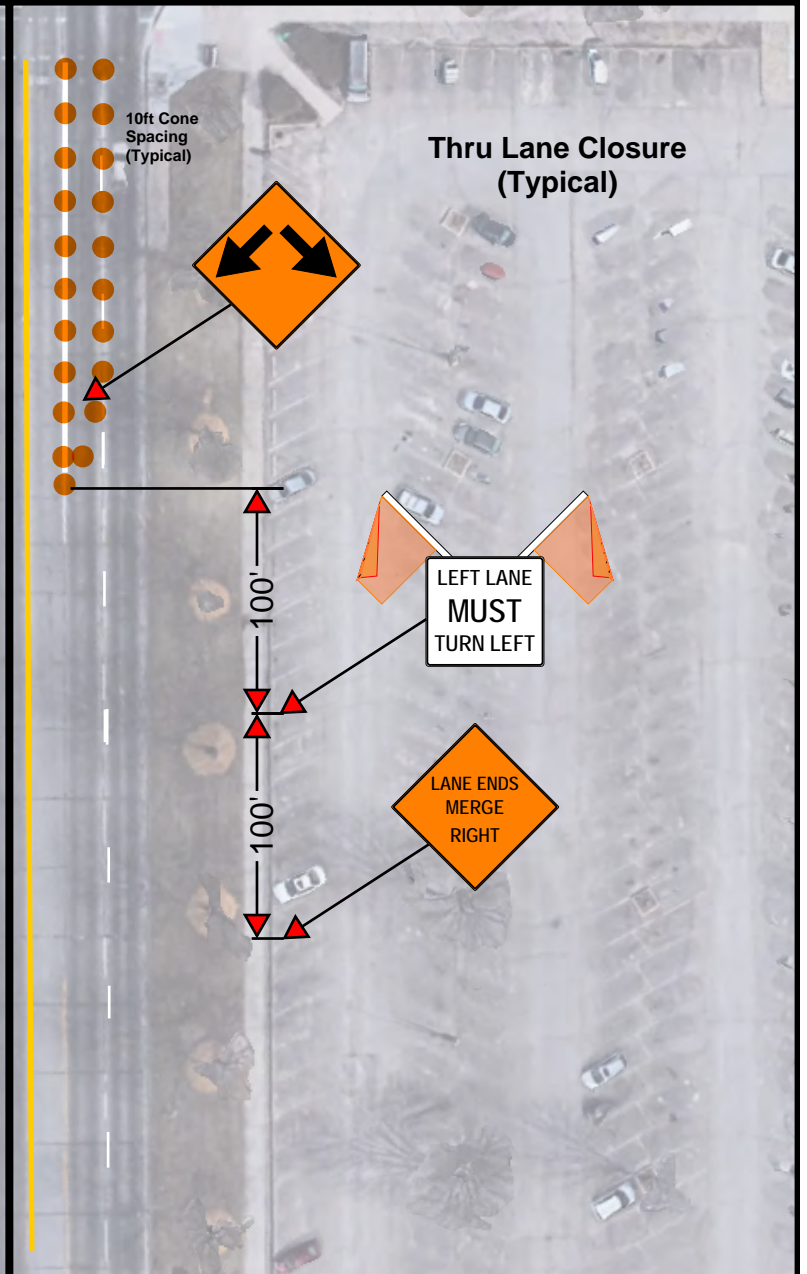 10ft Cone
Spacing
(Typical)
Thru Lane Closure
(Typical)
100'
LEFT LANE
MUST
TURN LEFT
100'
LANE ENDS
MERGE
RIGHT